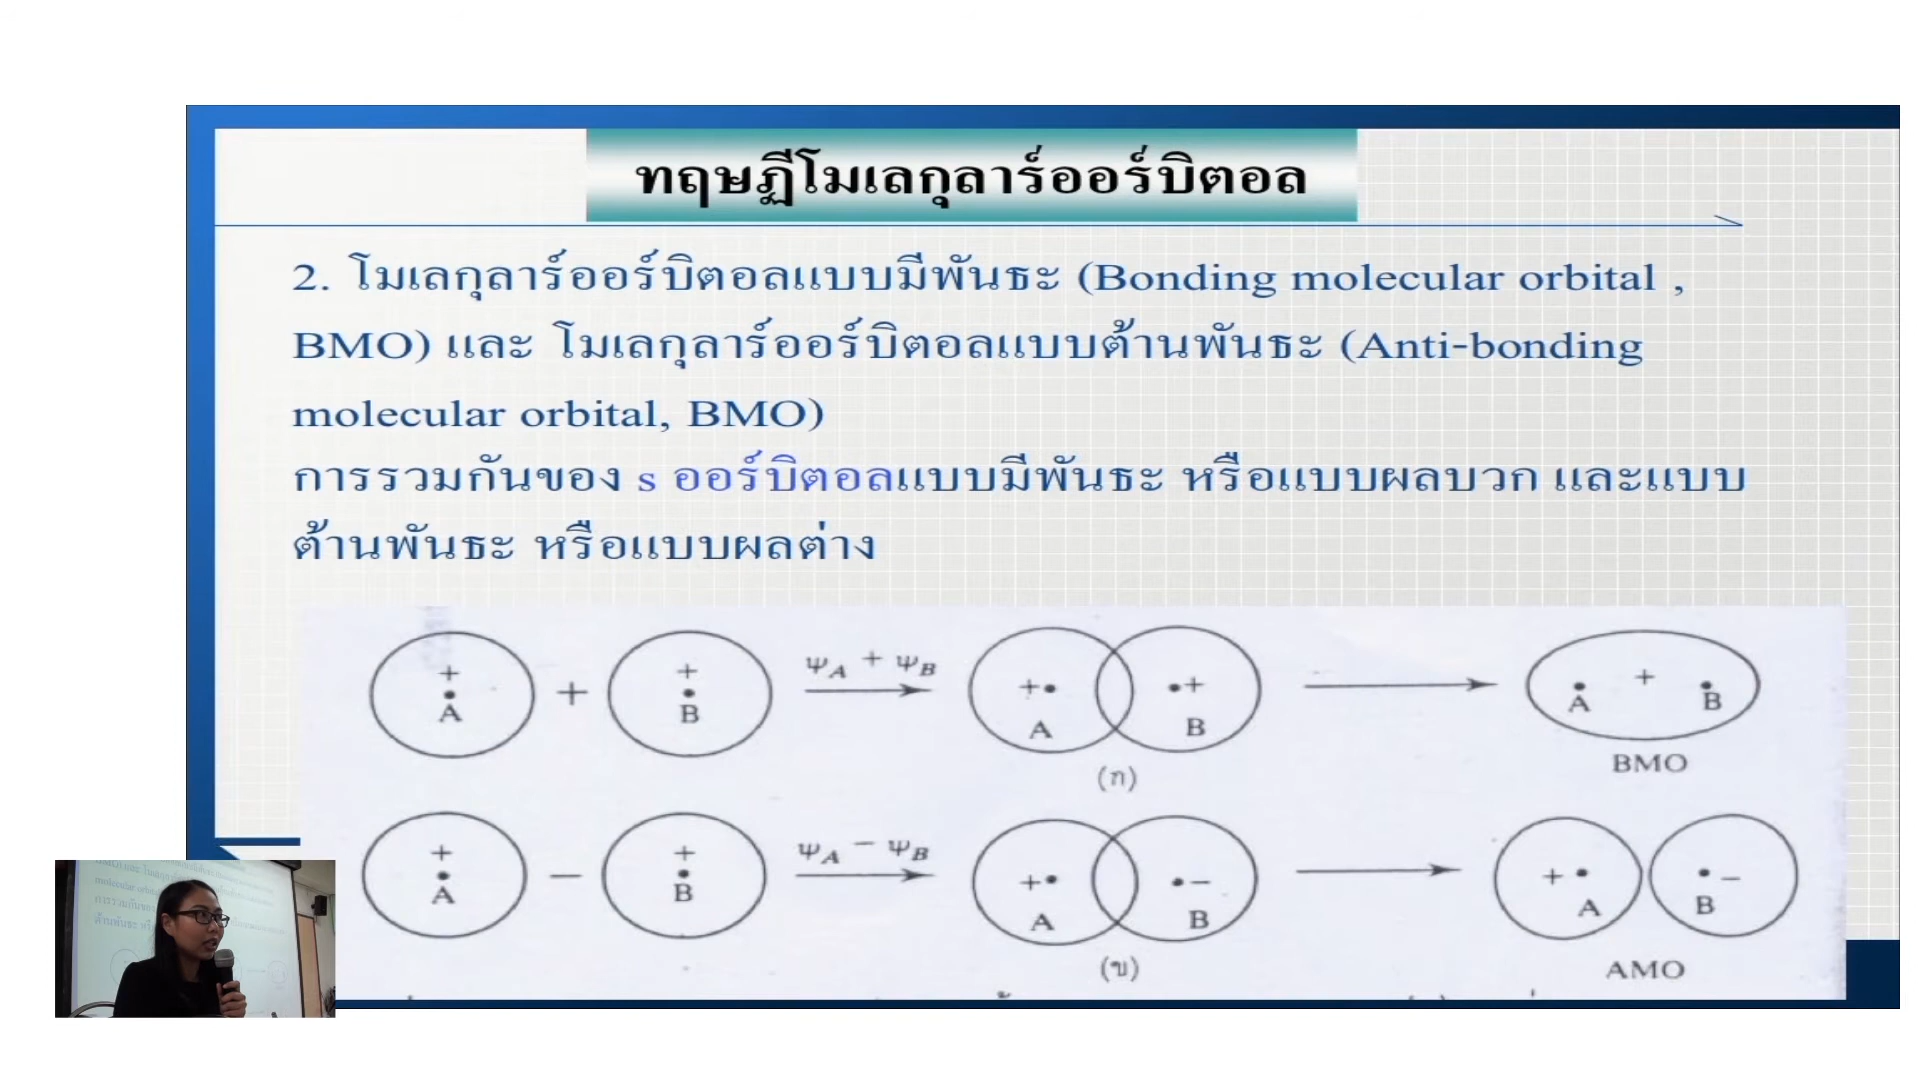 ทฤษฎีโมเลกุลาร์ออร์บิตอล
2. โมเลกุลาร์ออร์บิตอลแบบมีพันธะ (Bonding molecular orbital ,
BMO) และ โมเลกุลาร์ออร์บิตอลแบบต้านพันธะ (Anti-bonding
molecular orbital, BMO)
การรวมกันของ s ออร์บิตอลแบบมีพันธะ หรือแบบผลบวก และแบบ
ต้านพันธะ หรือแบบผลต่าง
+ A + + B ψA + ψB + A + B A + B
(ก) BMO
+ A − + B ψA − ψB + A − B + A − B
(ข) AMO